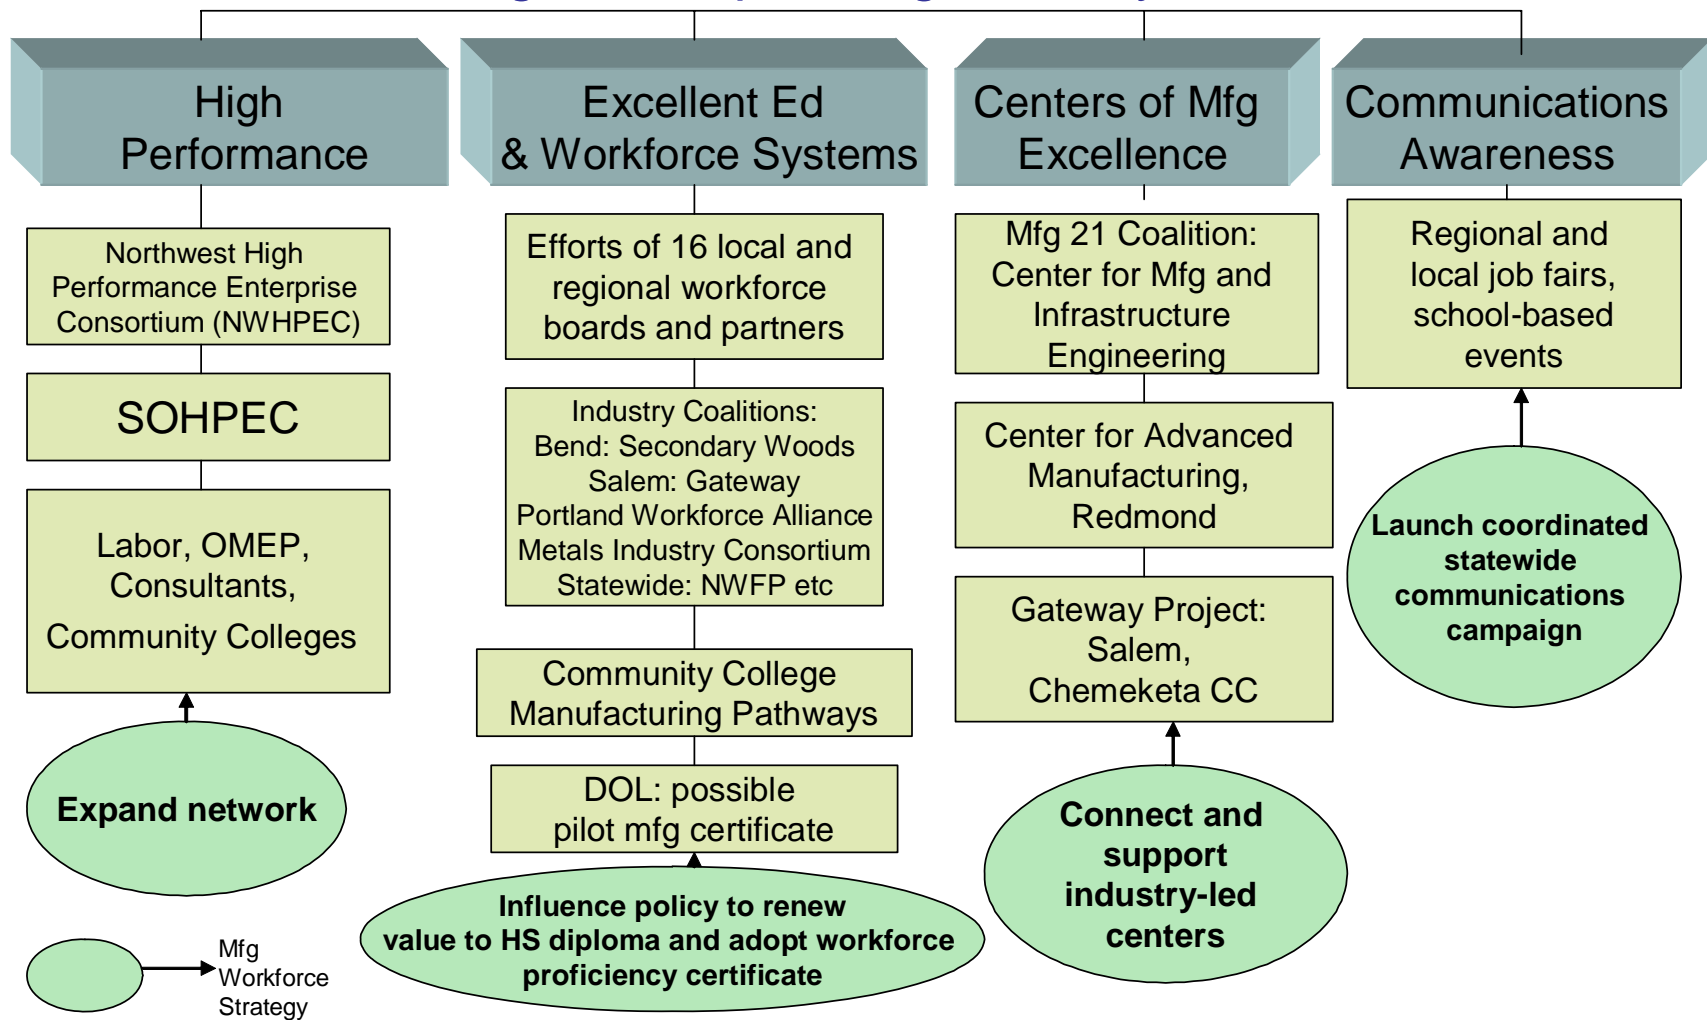 High
Performance
Northwest High
Performance Enterprise
Consortium (NWHPEC)
SOHPEC
Labor, OMEP,
Consultants,
Community Colleges
Expand network
Excellent Ed
& Workforce Systems
Efforts of 16 local and
regional workforce
boards and partners
Industry Coalitions:
Bend: Secondary Woods
Salem: Gateway
Portland Workforce Alliance
Metals Industry Consortium
Statewide: NWFP etc
Community College
Manufacturing Pathways
DOL: possible
pilot mfg certificate
Influence policy to renew
value to HS diploma and adopt workforce
proficiency certificate
Centers of Mfg
Excellence
Mfg 21 Coalition:
Center for Mfg and
Infrastructure
Engineering
Center for Advanced
Manufacturing,
Redmond
Gateway Project:
Salem,
Chemeketa CC
Connect and
support
industry-led
centers
Communications
Awareness
Regional and
local job fairs,
school-based
events
Launch coordinated
statewide
communications
campaign
Mfg
Workforce
Strategy